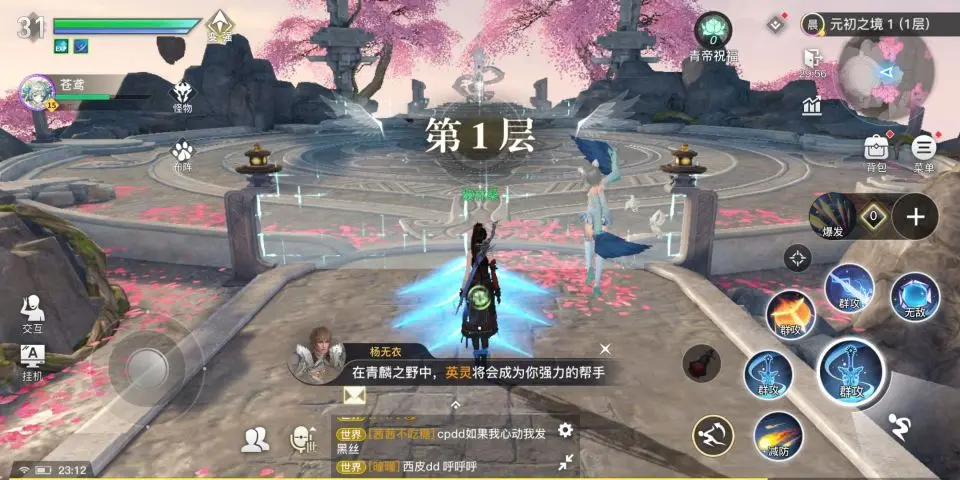 31
EXP
变强
0
青帝祝福
晨 元初之境 1 (1层)
29:56
苍鸢
15
怪物
布阵
第1层
背包
菜单
爆发
0
群攻
群攻
无敌
群攻
群攻
减防
交互
A
挂机
杨无衣
在青麟之野中，英灵将会成为你强力的帮手
世界 [茜茜不吃糖] cpdd如果我心动我发
黑丝
世界 [瞳瞳] 西皮dd 呼呼呼
23:12